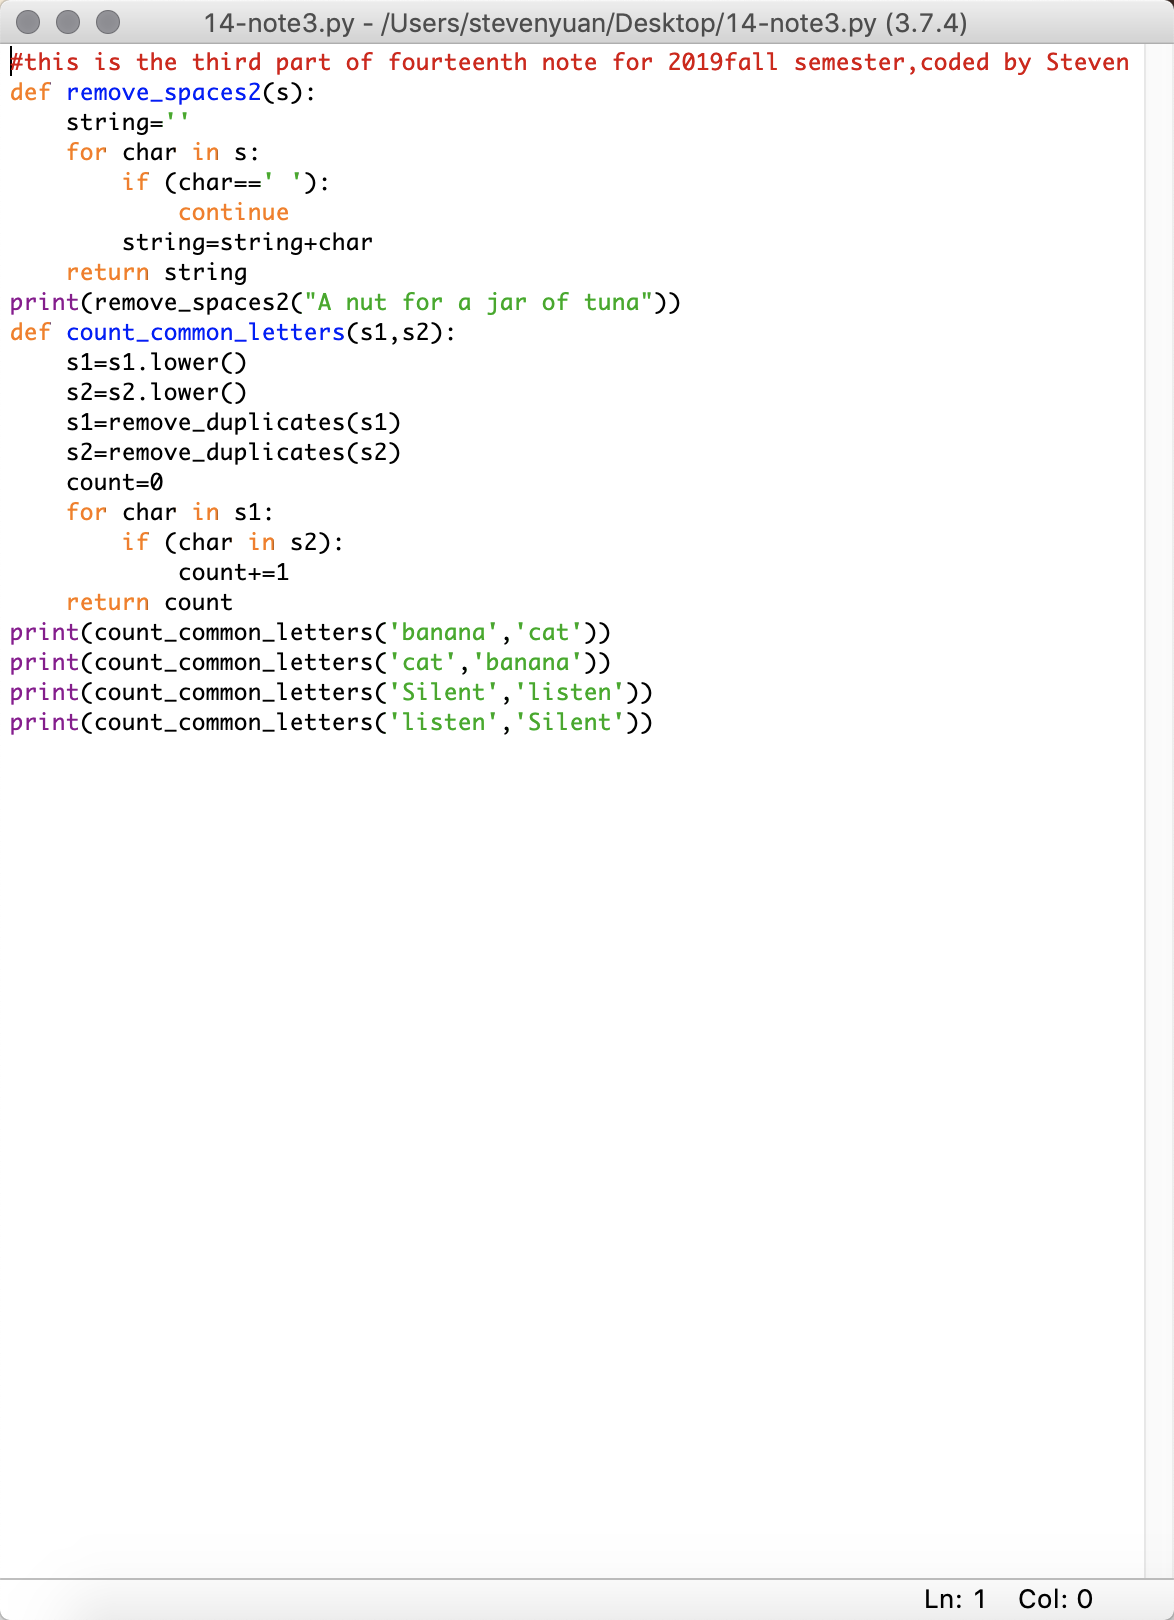 14-note3.py - /Users/stevenyuan/Desktop/14-note3.py (3.7.4)
#this is the third part of fourteenth note for 2019fall semester,coded by Steven
def remove_spaces2(s):
    string=''
    for char in s:
        if (char==' '):
            continue
        string=string+char
    return string
print(remove_spaces2("A nut for a jar of tuna"))
def count_common_letters(s1,s2):
    s1=s1.lower()
    s2=s2.lower()
    s1=remove_duplicates(s1)
    s2=remove_duplicates(s2)
    count=0
    for char in s1:
        if (char in s2):
            count+=1
    return count
print(count_common_letters('banana','cat'))
print(count_common_letters('cat','banana'))
print(count_common_letters('Silent','listen'))
print(count_common_letters('listen','Silent'))
Ln: 1 Col: 0